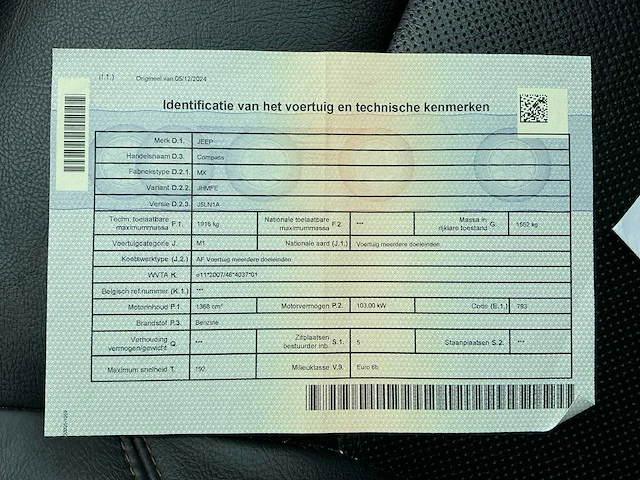 (I.1.) Origineel van 05/12/2024
Identificatie van het voertuig en technische kenmerken
Merk D.1. JEEP
Handelsnaam D.3. Compass
Fabriekstype D.2.1. MX
Variant D.2.2. JHMFE
Versie D.2.3. J5LN1A
Techn. toelaatbare maximummassa F.1 1916 kg Nationale toelaatbare maximummassa F.2. *** Massa in rijklare toestand G. 1552 kg
Voertuigcategorie J. M1 Nationale aard (J.1.) Voertuig meerdere doeleinden
Koetswerktype (J.2.) AF Voertuig meerdere doeleinden
WVTA K. e11*2007/46*4037*01
Belgisch ref.nummer (K.1.) ***
Motorinhoud P.1. 1368 cm³ Motorvermogen P.2. 103.00 kW Code (E.1.) 793
Brandstof P.3. Benzine
Verhouding vermogen/gewicht Q. *** Zitplaatsen bestuurder inb. S.1. 5 Staanplaatsen S.2. ***
Maximum snelheid T. 192 Milieuklasse V.9. Euro 6b